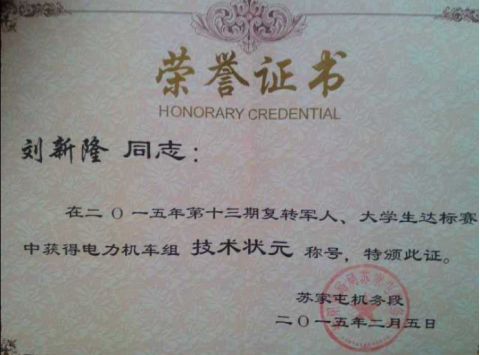 荣誉证书
HONORARY CREDENTIAL
刘新隆 同志：
在二〇一五年第十三期复转军人、大学生达标赛
中获得电力机车组 技术状元 称号，特颁此证。
苏家屯机务段
二〇一五年二月五日